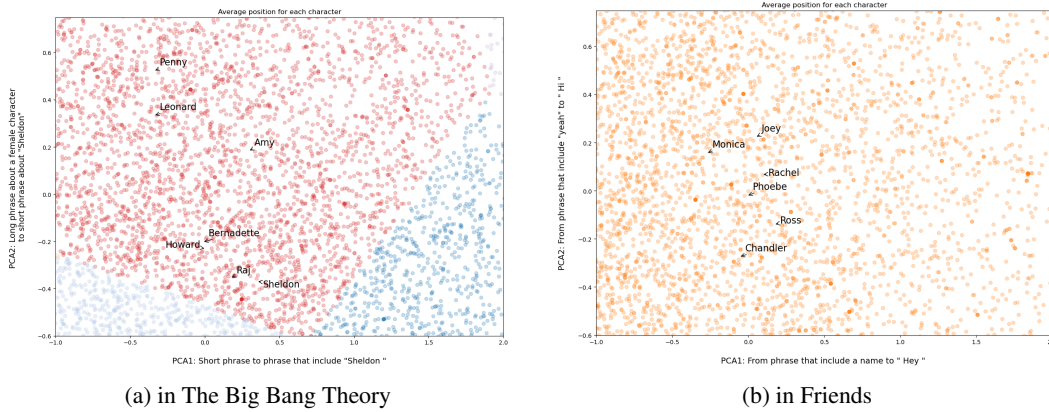 Average position for each character
PCA2: Long phrase about a female character
to short phrase about "Sheldon"
0.6
0.4
0.2
0.0
−0.2
−0.4
−0.6
Penny
Leonard
Amy
Bernadette
Howard
Raj
Sheldon
−1.0 −0.5 0.0 0.5 1.0 1.5 2.0
PCA1: Short phrase to phrase that include "Sheldon "
(a) in The Big Bang Theory
Average position for each character
PCA2: From phrase that include "yeah" to " Hi "
0.6
0.4
0.2
0.0
−0.2
−0.4
−0.6
Joey
Monica
Rachel
Phoebe
Ross
Chandler
−1.0 −0.5 0.0 0.5 1.0 1.5 2.0
PCA1: From phrase that include a name to " Hey "
(b) in Friends